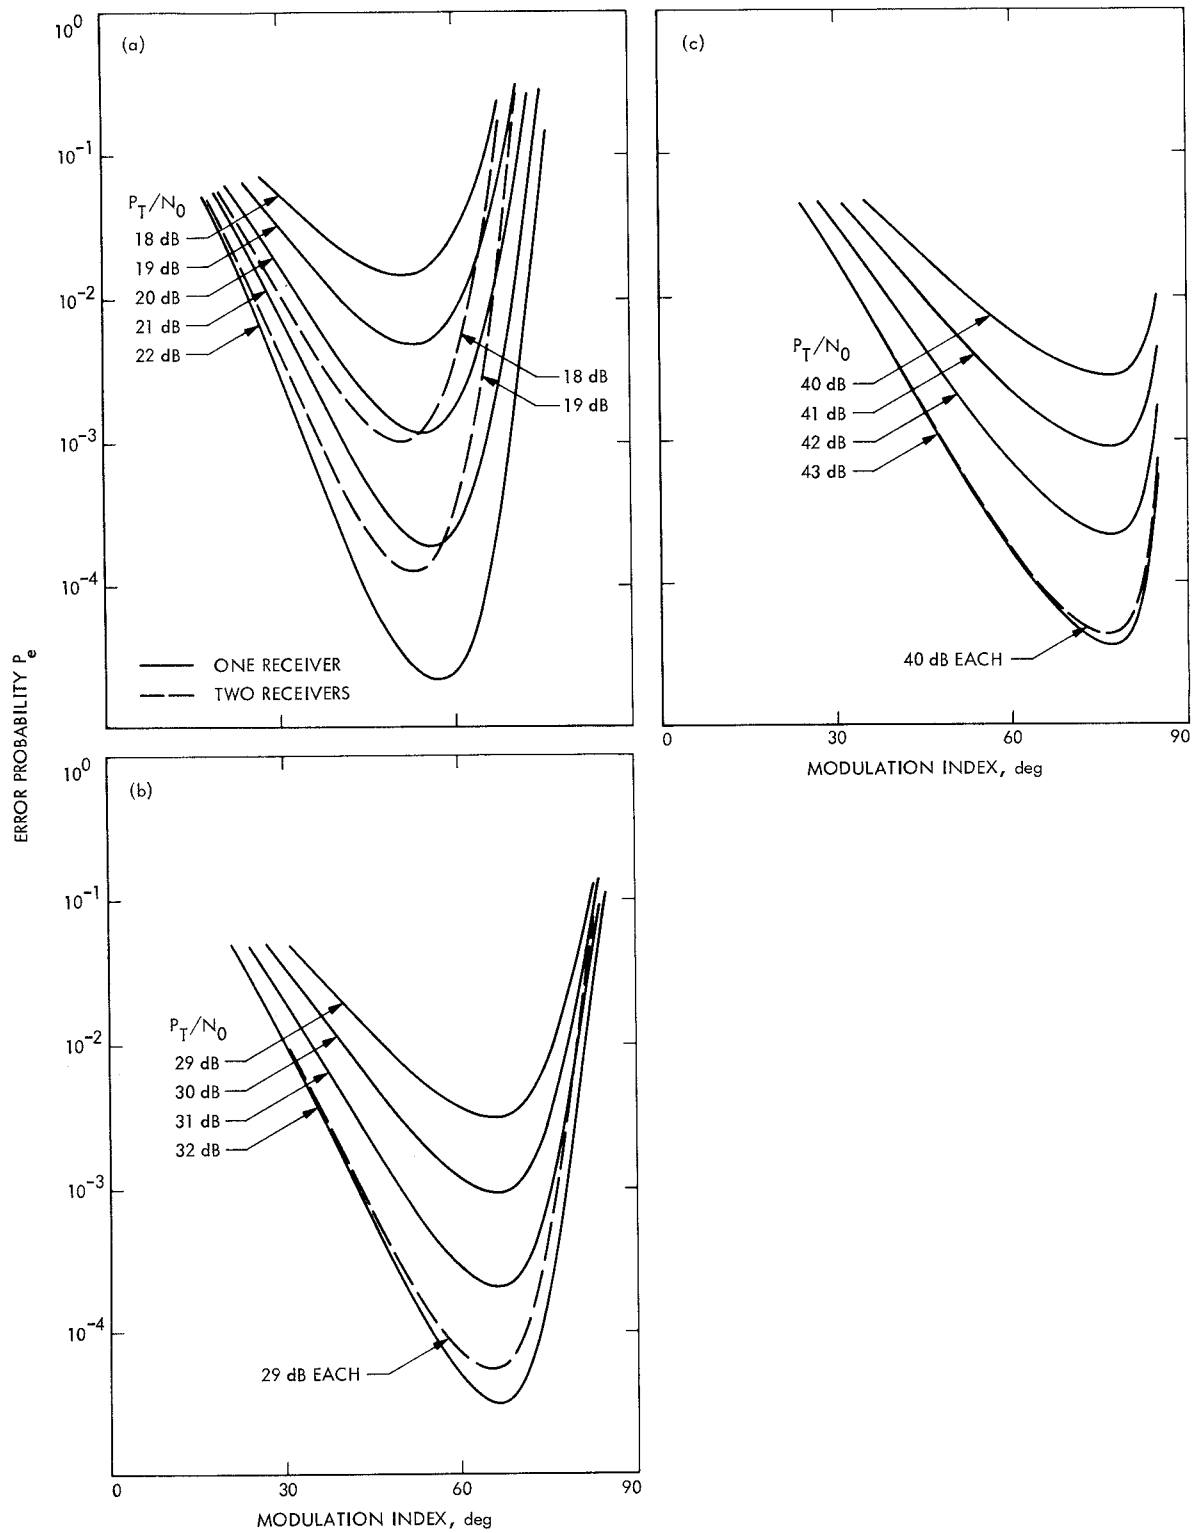 ERROR PROBABILITY Pe
(a)
10^0
10^-1
10^-2
10^-3
10^-4
P_T/N_0
18 dB
19 dB
20 dB
21 dB
22 dB
18 dB
19 dB
ONE RECEIVER
TWO RECEIVERS
(c)
P_T/N_0
40 dB
41 dB
42 dB
43 dB
40 dB EACH
0 30 60 90
MODULATION INDEX, deg
(b)
10^0
10^-1
10^-2
10^-3
10^-4
P_T/N_0
29 dB
30 dB
31 dB
32 dB
29 dB EACH
0 30 60 90
MODULATION INDEX, deg